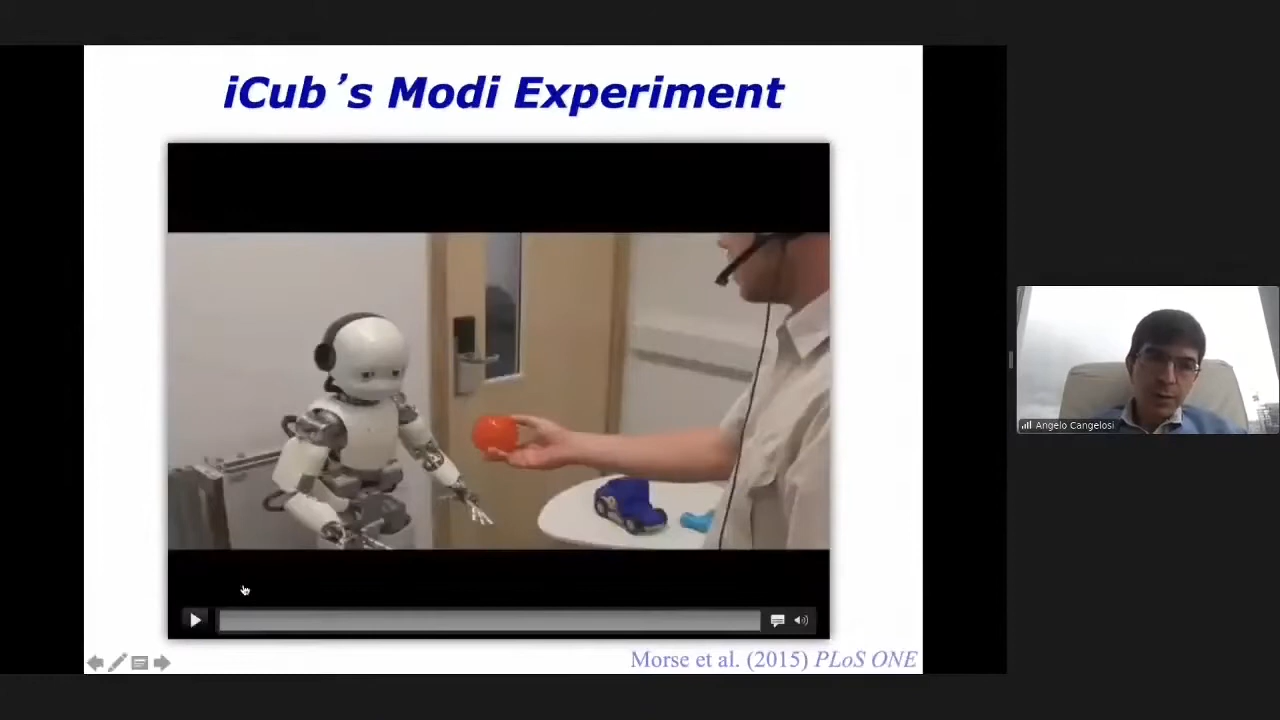 iCub's Modi Experiment
Angelo Cangelosi
Morse et al. (2015) PLoS ONE